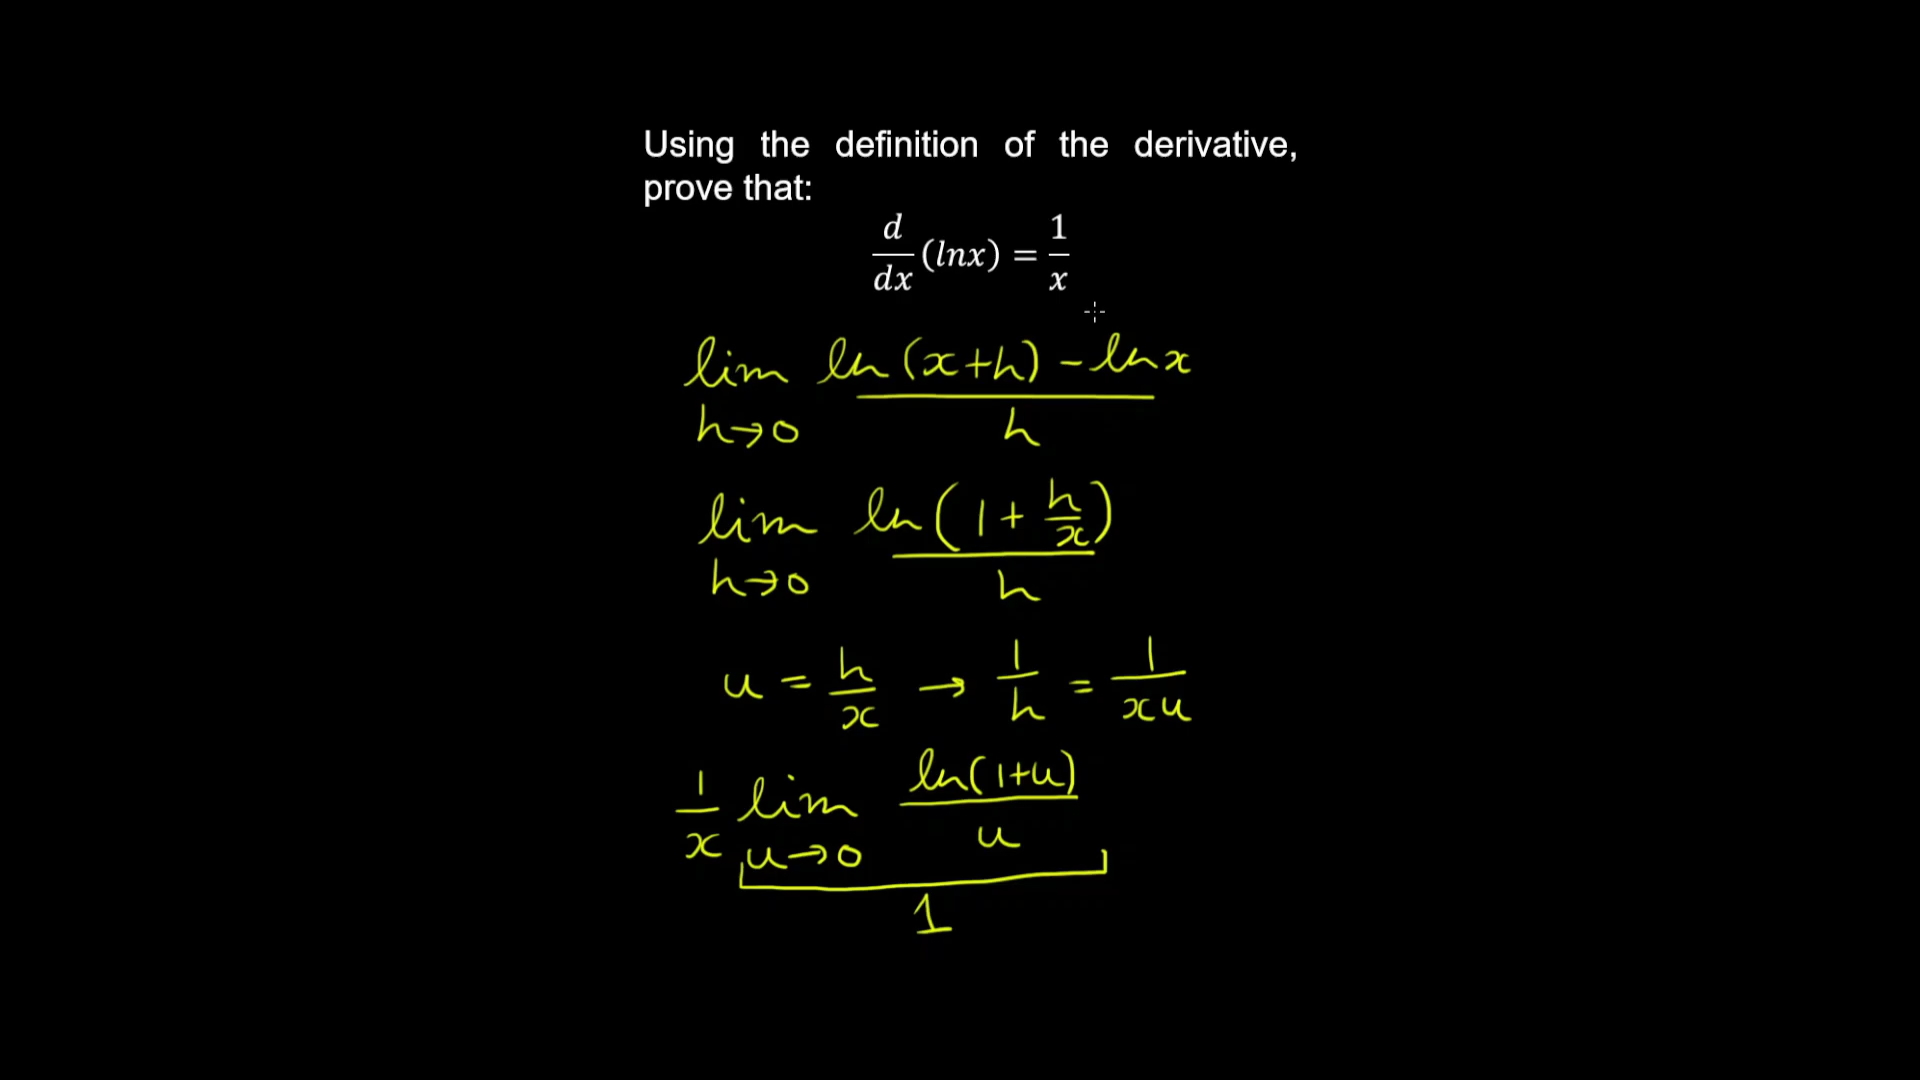 Using the definition of the derivative,
prove that:
d/dx (lnx) = 1/x
lim h→0 ln(x+h) - lnx / h
lim h→0 ln(1 + h/x) / h
u = h/x → 1/h = 1/xu
1/x lim u→0 ln(1+u) / u
1